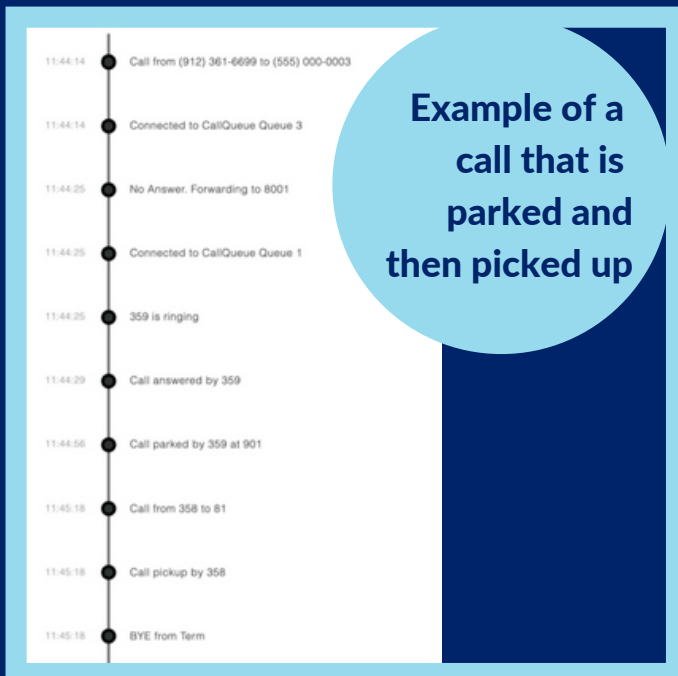 11:44:14 Call from (912) 361-6699 to (555) 000-0003
11:44:14 Connected to CallQueue Queue 3
11:44:25 No Answer. Forwarding to 8001
11:44:25 Connected to CallQueue Queue 1
11:44:25 359 is ringing
11:44:29 Call answered by 359
11:44:56 Call parked by 359 at 901
11:45:18 Call from 358 to 81
11:45:18 Call pickup by 358
11:45:18 BYE from Term
Example of a
call that is
parked and
then picked up